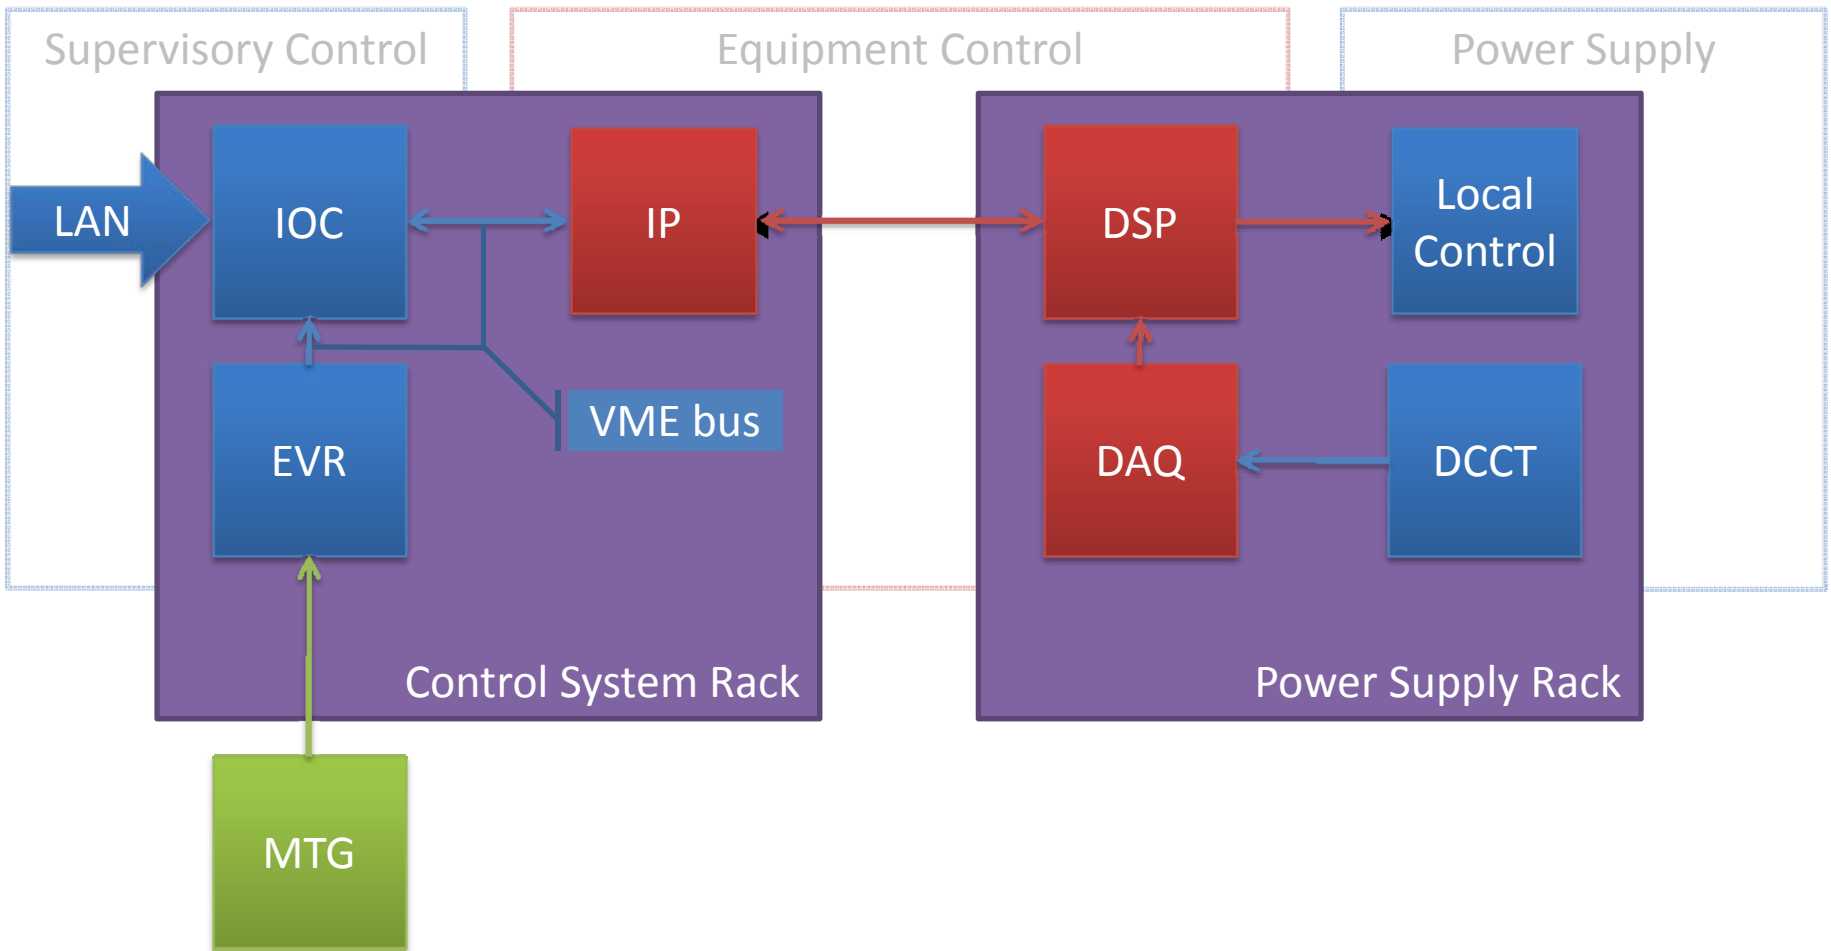 Supervisory Control
Equipment Control
Power Supply
LAN
IOC
IP
DSP
Local
Control
VME bus
EVR
DAQ
DCCT
Control System Rack
Power Supply Rack
MTG